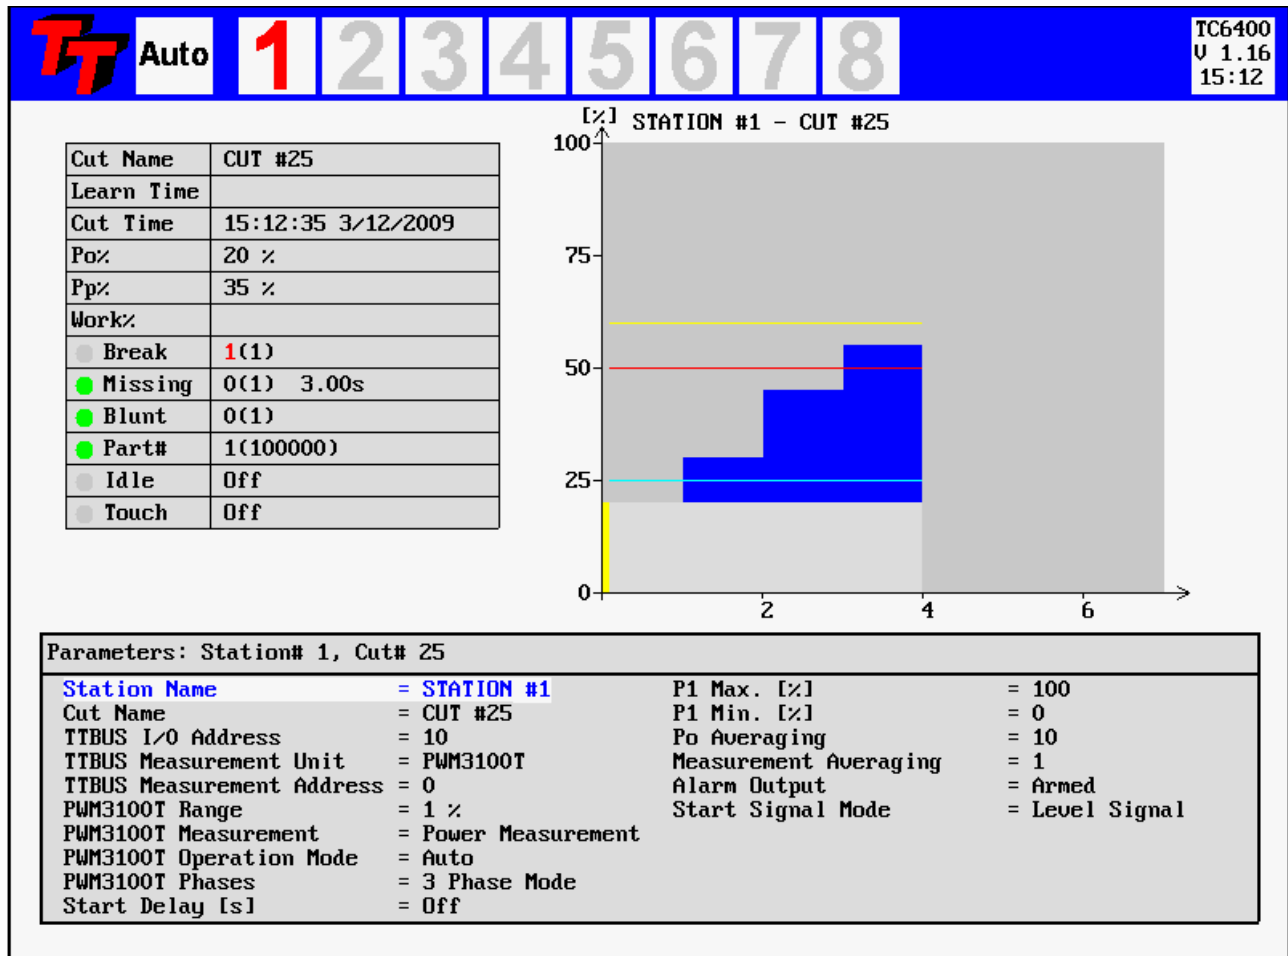 TT Auto 1 2 3 4 5 6 7 8
TC6400
V 1.16
15:12
Cut Name CUT #25
Learn Time
Cut Time 15:12:35 3/12/2009
Po% 20 %
Pp% 35 %
Work%
Break 1(1)
Missing 0(1) 3.00s
Blunt 0(1)
Part# 1(100000)
Idle Off
Touch Off
[%] STATION #1 - CUT #25
100
75
50
25
0
2 4 6
Parameters: Station# 1, Cut# 25
Station Name = STATION #1
Cut Name = CUT #25
TTBUS I/O Address = 10
TTBUS Measurement Unit = PWM3100T
TTBUS Measurement Address = 0
PWM3100T Range = 1 %
PWM3100T Measurement = Power Measurement
PWM3100T Operation Mode = Auto
PWM3100T Phases = 3 Phase Mode
Start Delay [s] = Off
P1 Max. [%] = 100
P1 Min. [%] = 0
Po Averaging = 10
Measurement Averaging = 1
Alarm Output = Armed
Start Signal Mode = Level Signal